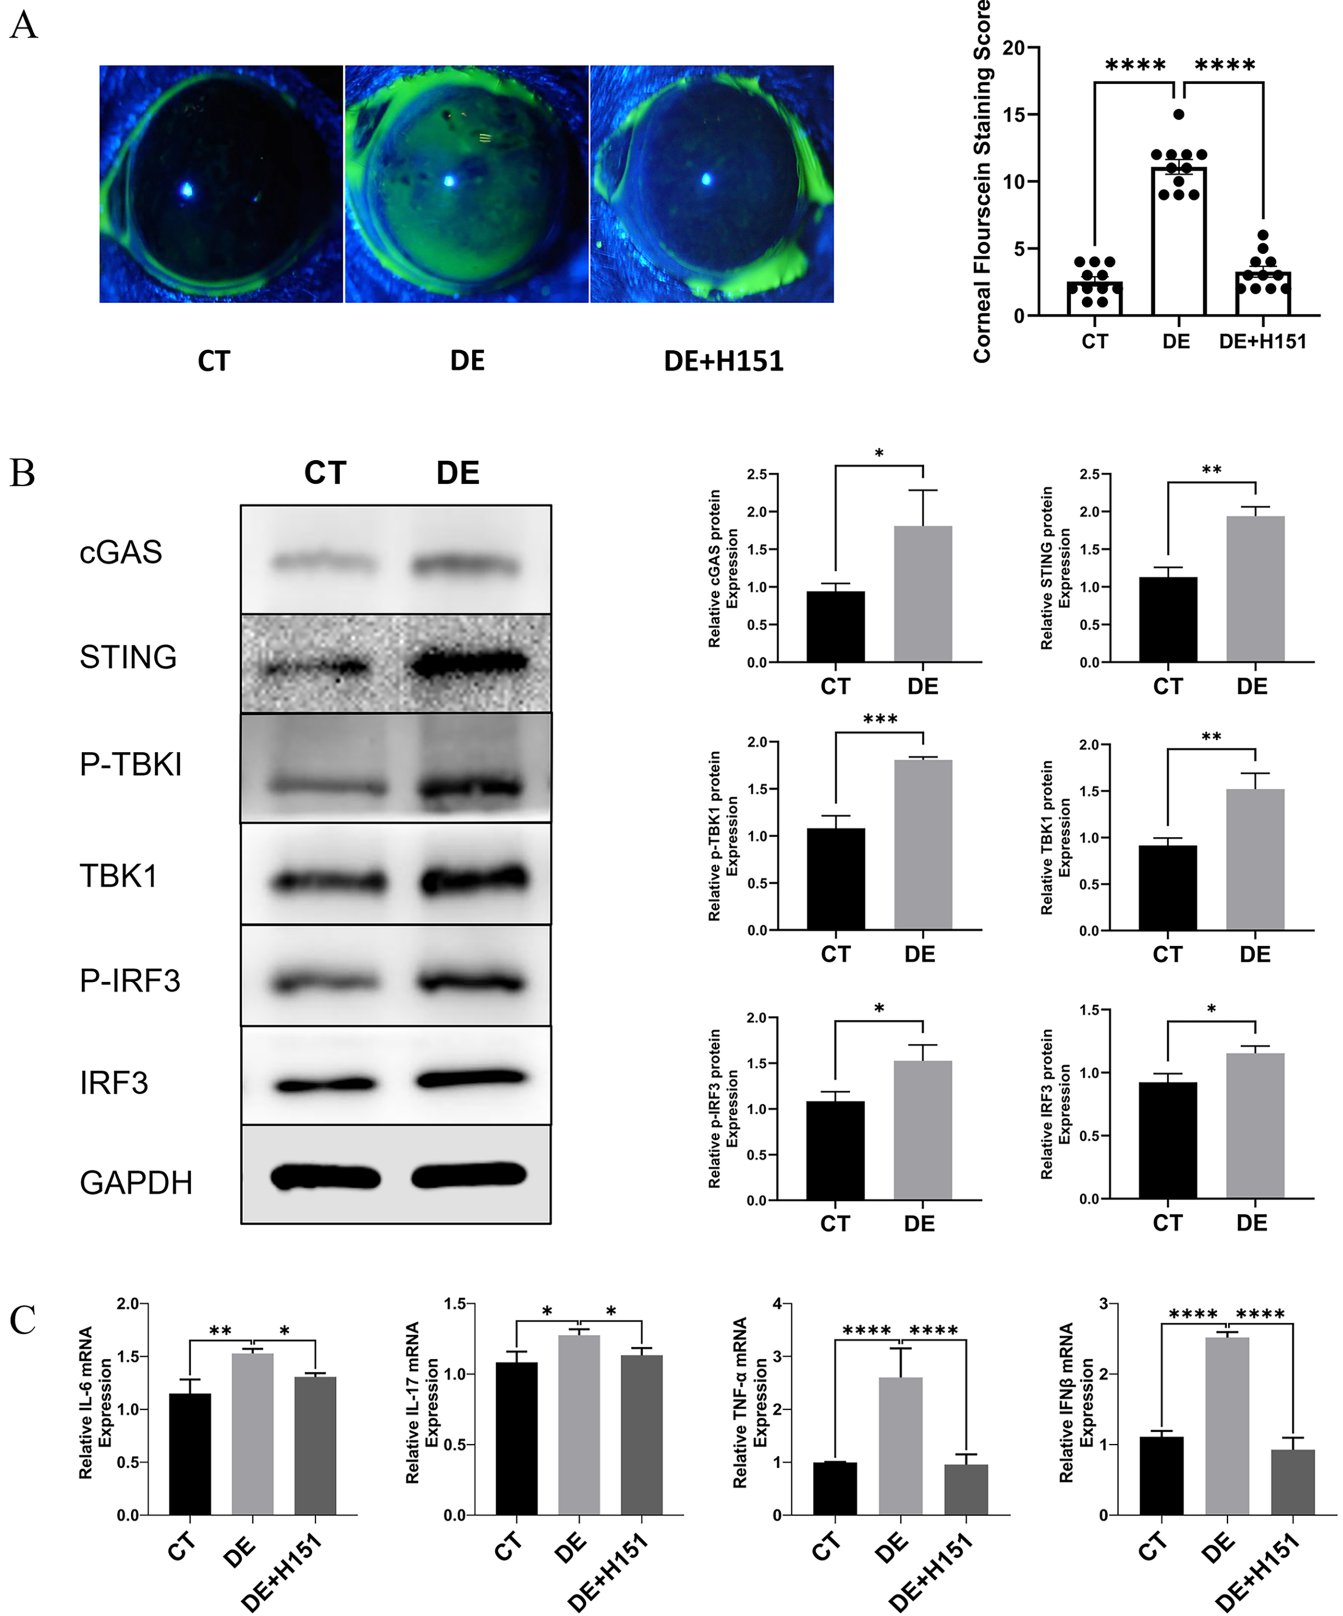 A
CT
DE
DE+H151
Corneal Flourscein Staining Score
20
15
10
5
0
**** ****
CT DE DE+H151
B
CT DE
cGAS
STING
P-TBKI
TBK1
P-IRF3
IRF3
GAPDH
Relative cGAS protein
Expression
2.5
2.0
1.5
1.0
0.5
0.0
*
CT DE
Relative STING protein
Expression
2.5
2.0
1.5
1.0
0.5
0.0
**
CT DE
Relative p-TBK1 protein
Expression
2.0
1.5
1.0
0.5
0.0
***
CT DE
Relative TBK1 protein
Expression
2.0
1.5
1.0
0.5
0.0
**
CT DE
Relative p-IRF3 protein
Expression
2.0
1.5
1.0
0.5
0.0
*
CT DE
Relative IRF3 protein
Expression
1.5
1.0
0.5
0.0
*
CT DE
C
Relative IL-6 mRNA
Expression
2.0
1.5
1.0
0.5
0.0
** *
CT DE DE+H151
Relative IL-17 mRNA
Expression
1.5
1.0
0.5
0.0
* *
CT DE DE+H151
Relative TNF-α mRNA
Expression
4
3
2
1
0
**** ****
CT DE DE+H151
Relative IFNβ mRNA
Expression
3
2
1
0
**** ****
CT DE DE+H151